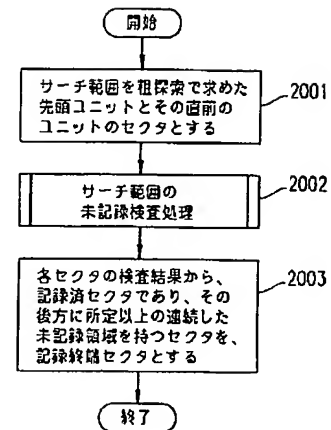 開始
サーチ範囲を粗探索で求めた
先頭ユニットとその直前の
ユニットのセクタとする
2001
サーチ範囲の
未記録検査処理
2002
各セクタの検査結果から、
記録済セクタであり、その
後方に所定以上の連続した
未記録領域を持つセクタを、
記録終端セクタとする
2003
終了